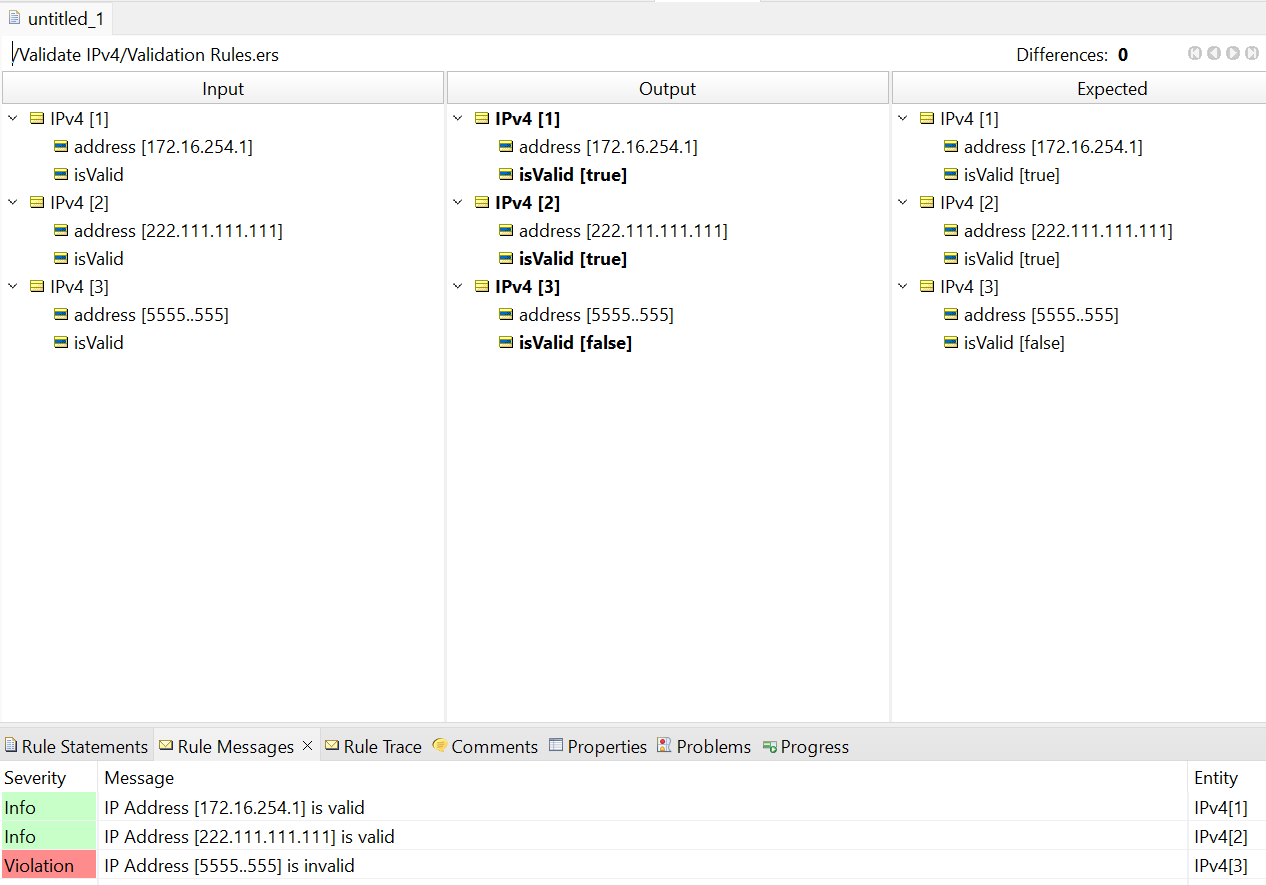 untitled_1
/Validate IPv4/Validation Rules.ers Differences: 0
Input Output Expected
IPv4 [1] IPv4 [1] IPv4 [1]
address [172.16.254.1] address [172.16.254.1] address [172.16.254.1]
isValid isValid [true] isValid [true]
IPv4 [2] IPv4 [2] IPv4 [2]
address [222.111.111.111] address [222.111.111.111] address [222.111.111.111]
isValid isValid [true] isValid [true]
IPv4 [3] IPv4 [3] IPv4 [3]
address [5555..555] address [5555..555] address [5555..555]
isValid isValid [false] isValid [false]
Rule Statements Rule Messages Rule Trace Comments Properties Problems Progress
Severity Message Entity
Info IP Address [172.16.254.1] is valid IPv4[1]
Info IP Address [222.111.111.111] is valid IPv4[2]
Violation IP Address [5555..555] is invalid IPv4[3]